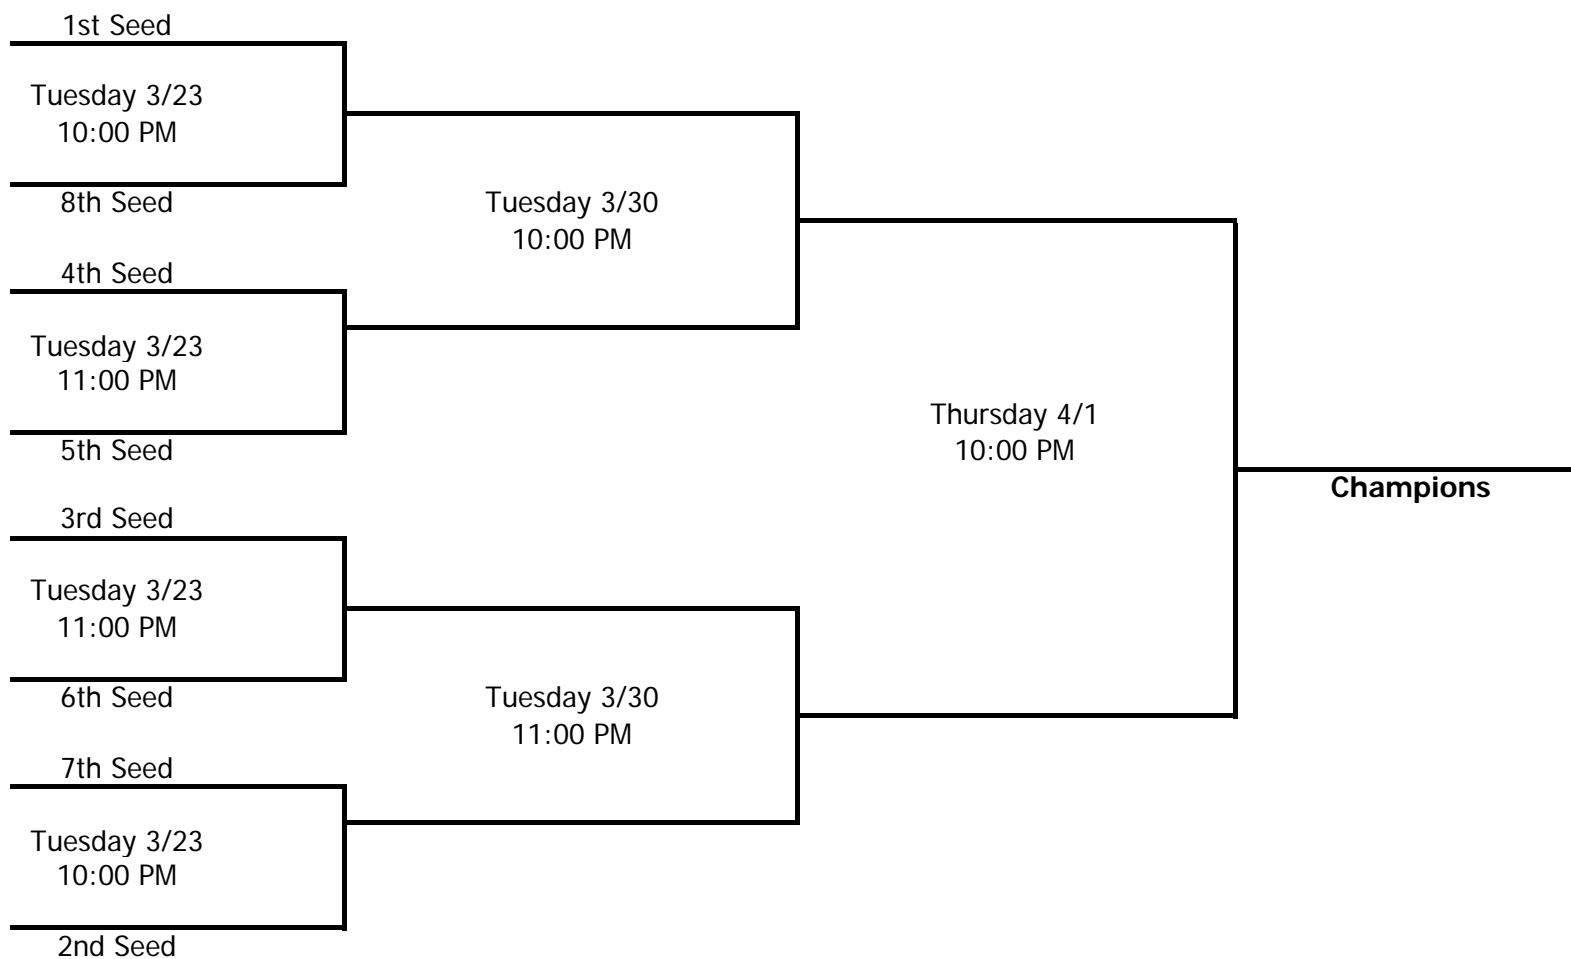 1st Seed
Tuesday 3/23
10:00 PM
8th Seed
Tuesday 3/30
10:00 PM
4th Seed
Tuesday 3/23
11:00 PM
5th Seed
Thursday 4/1
10:00 PM
Champions
3rd Seed
Tuesday 3/23
11:00 PM
6th Seed
Tuesday 3/30
11:00 PM
7th Seed
Tuesday 3/23
10:00 PM
2nd Seed